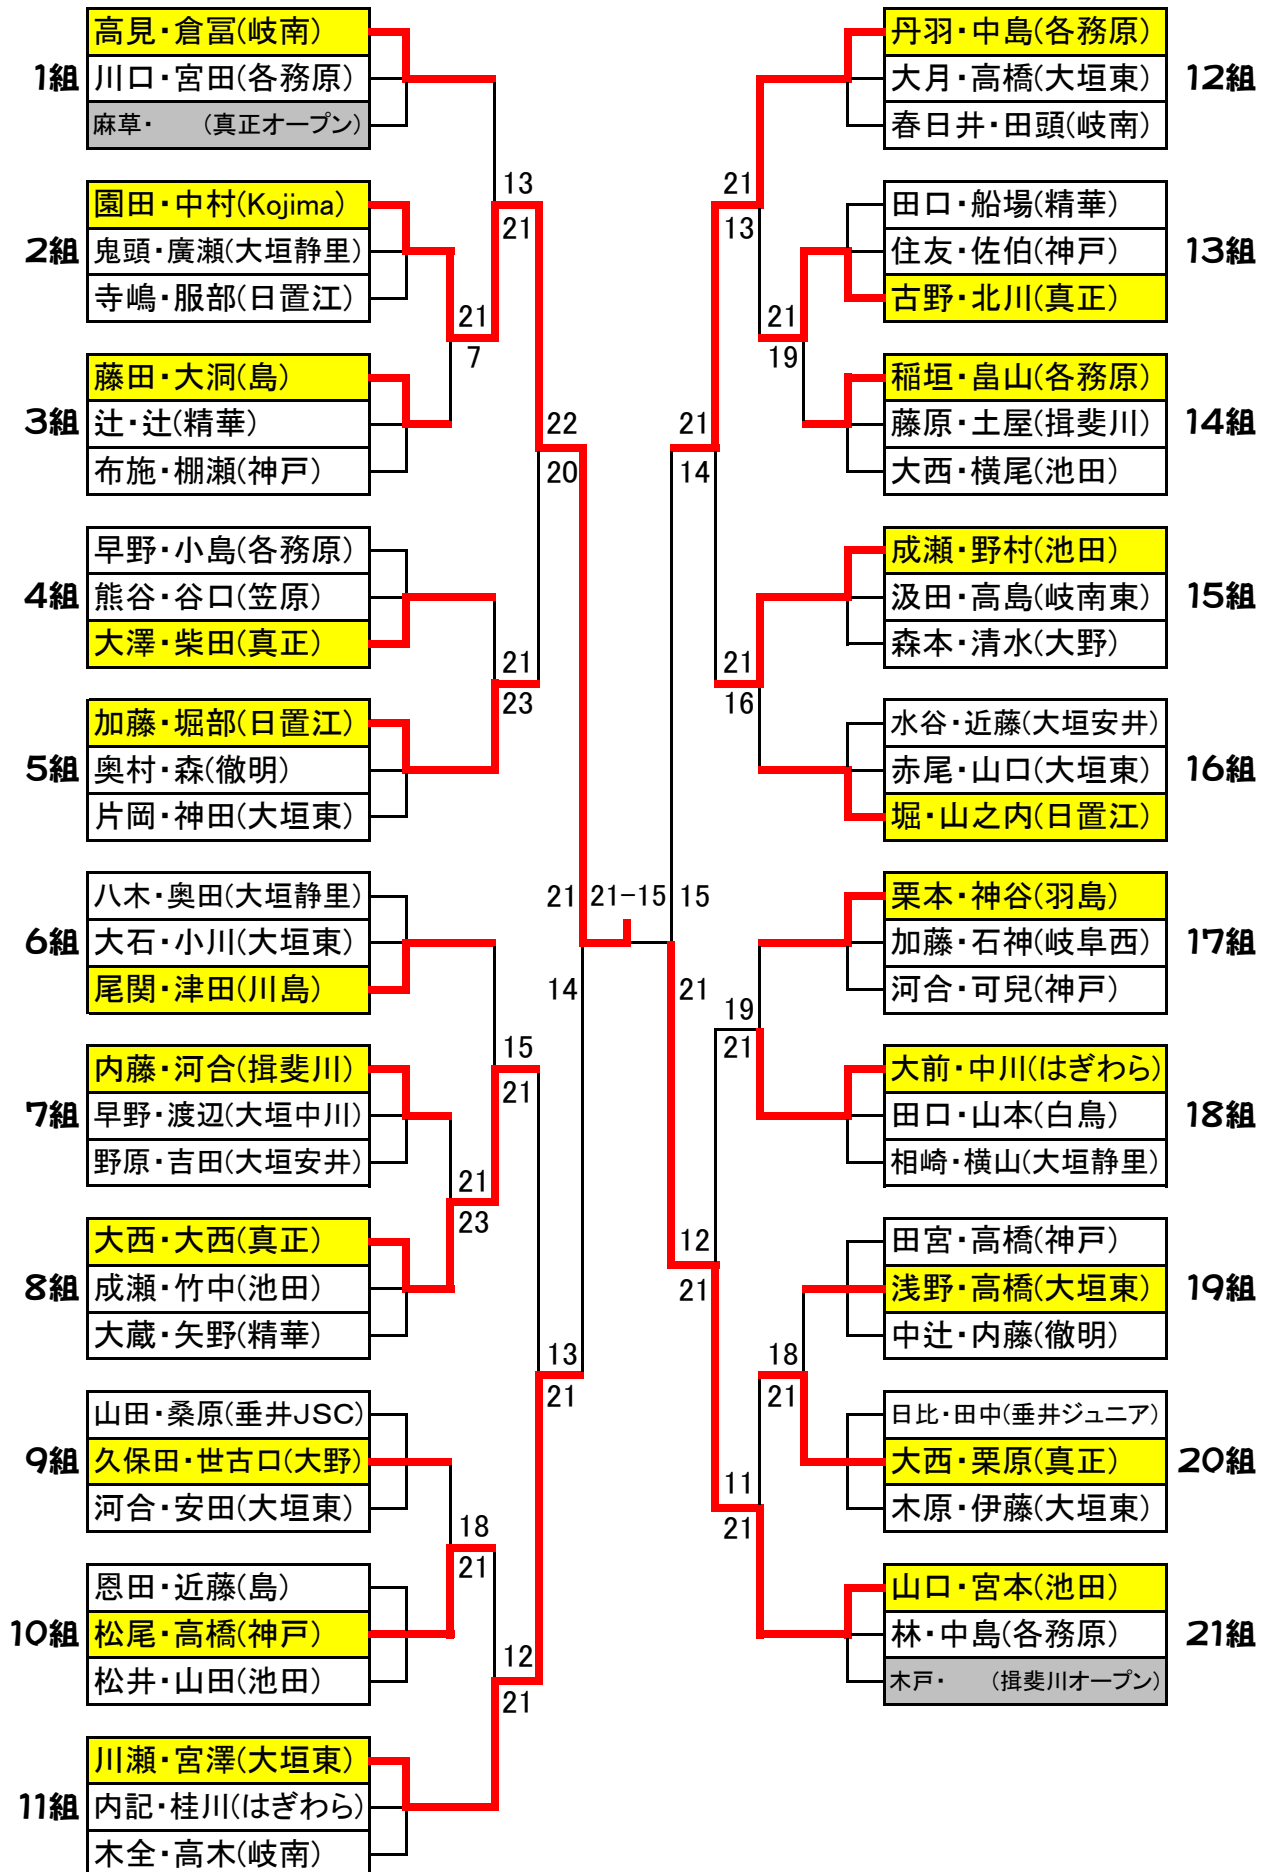 1組
高見・倉冨(岐南)
川口・宮田(各務原)
麻草・　(真正オープン)
2組
園田・中村(Kojima)
鬼頭・廣瀬(大垣静里)
寺嶋・服部(日置江)
3組
藤田・大洞(島)
辻・辻(精華)
布施・棚瀬(神戸)
4組
早野・小島(各務原)
熊谷・谷口(笠原)
大澤・柴田(真正)
5組
加藤・堀部(日置江)
奥村・森(徹明)
片岡・神田(大垣東)
6組
八木・奥田(大垣静里)
大石・小川(大垣東)
尾関・津田(川島)
7組
内藤・河合(揖斐川)
早野・渡辺(大垣中川)
野原・吉田(大垣安井)
8組
大西・大西(真正)
成瀬・竹中(池田)
大蔵・矢野(精華)
9組
山田・桑原(垂井JSC)
久保田・世古口(大野)
河合・安田(大垣東)
10組
恩田・近藤(島)
松尾・高橋(神戸)
松井・山田(池田)
11組
川瀬・宮澤(大垣東)
内記・桂川(はぎわら)
木全・高木(岐南)
13
21
21
7
22
20
21
23
21
14
15
21
21
23
13
21
18
21
12
21
21-15
15
21
21
13
21
19
21
14
21
16
19
21
12
21
18
21
11
21
丹羽・中島(各務原)
大月・高橋(大垣東)
春日井・田頭(岐南)
12組
田口・船場(精華)
住友・佐伯(神戸)
古野・北川(真正)
13組
稲垣・畠山(各務原)
藤原・土屋(揖斐川)
大西・横尾(池田)
14組
成瀬・野村(池田)
汲田・高島(岐南東)
森本・清水(大野)
15組
水谷・近藤(大垣安井)
赤尾・山口(大垣東)
堀・山之内(日置江)
16組
栗本・神谷(羽島)
加藤・石神(岐阜西)
河合・可兒(神戸)
17組
大前・中川(はぎわら)
田口・山本(白鳥)
相崎・横山(大垣静里)
18組
田宮・高橋(神戸)
浅野・高橋(大垣東)
中辻・内藤(徹明)
19組
日比・田中(垂井ジュニア)
大西・栗原(真正)
木原・伊藤(大垣東)
20組
山口・宮本(池田)
林・中島(各務原)
木戸・　(揖斐川オープン)
21組